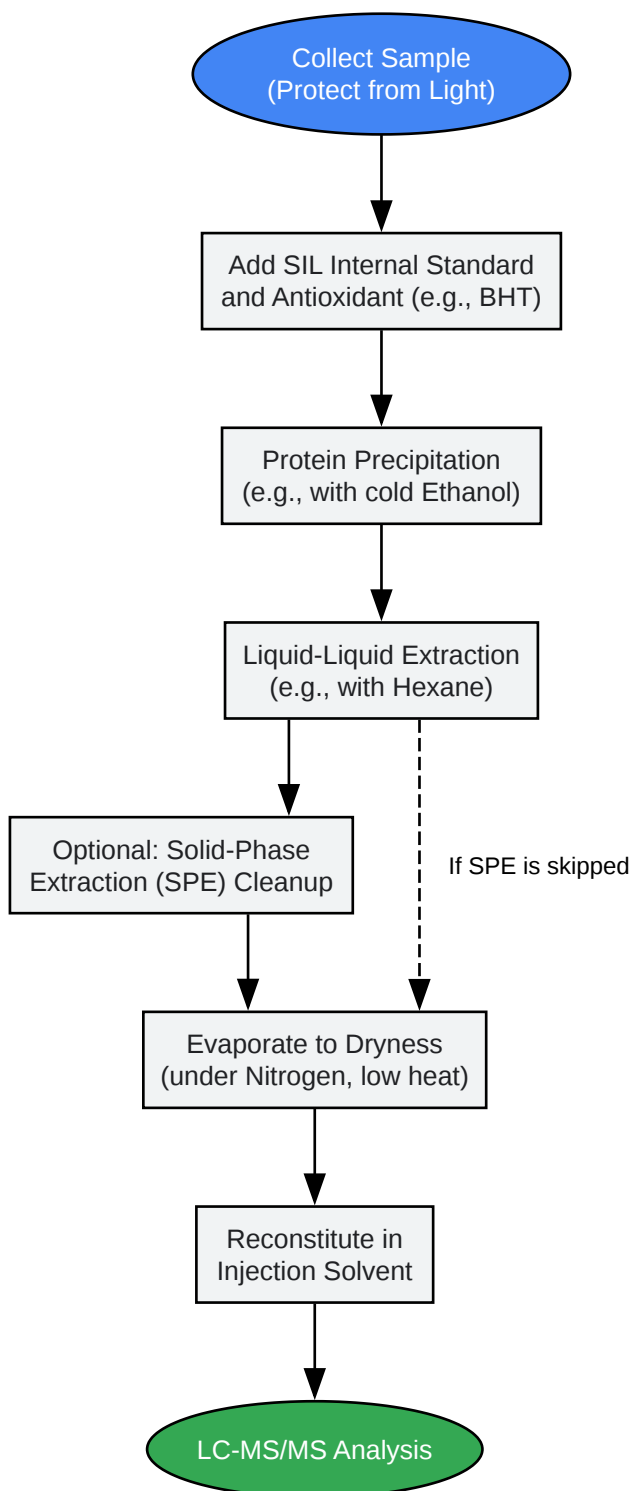 Collect Sample
(Protect from Light)
Add SIL Internal Standard
and Antioxidant (e.g., BHT)
Protein Precipitation
(e.g., with cold Ethanol)
Liquid-Liquid Extraction
(e.g., with Hexane)
Optional: Solid-Phase
Extraction (SPE) Cleanup
If SPE is skipped
Evaporate to Dryness
(under Nitrogen, low heat)
Reconstitute in
Injection Solvent
LC-MS/MS Analysis